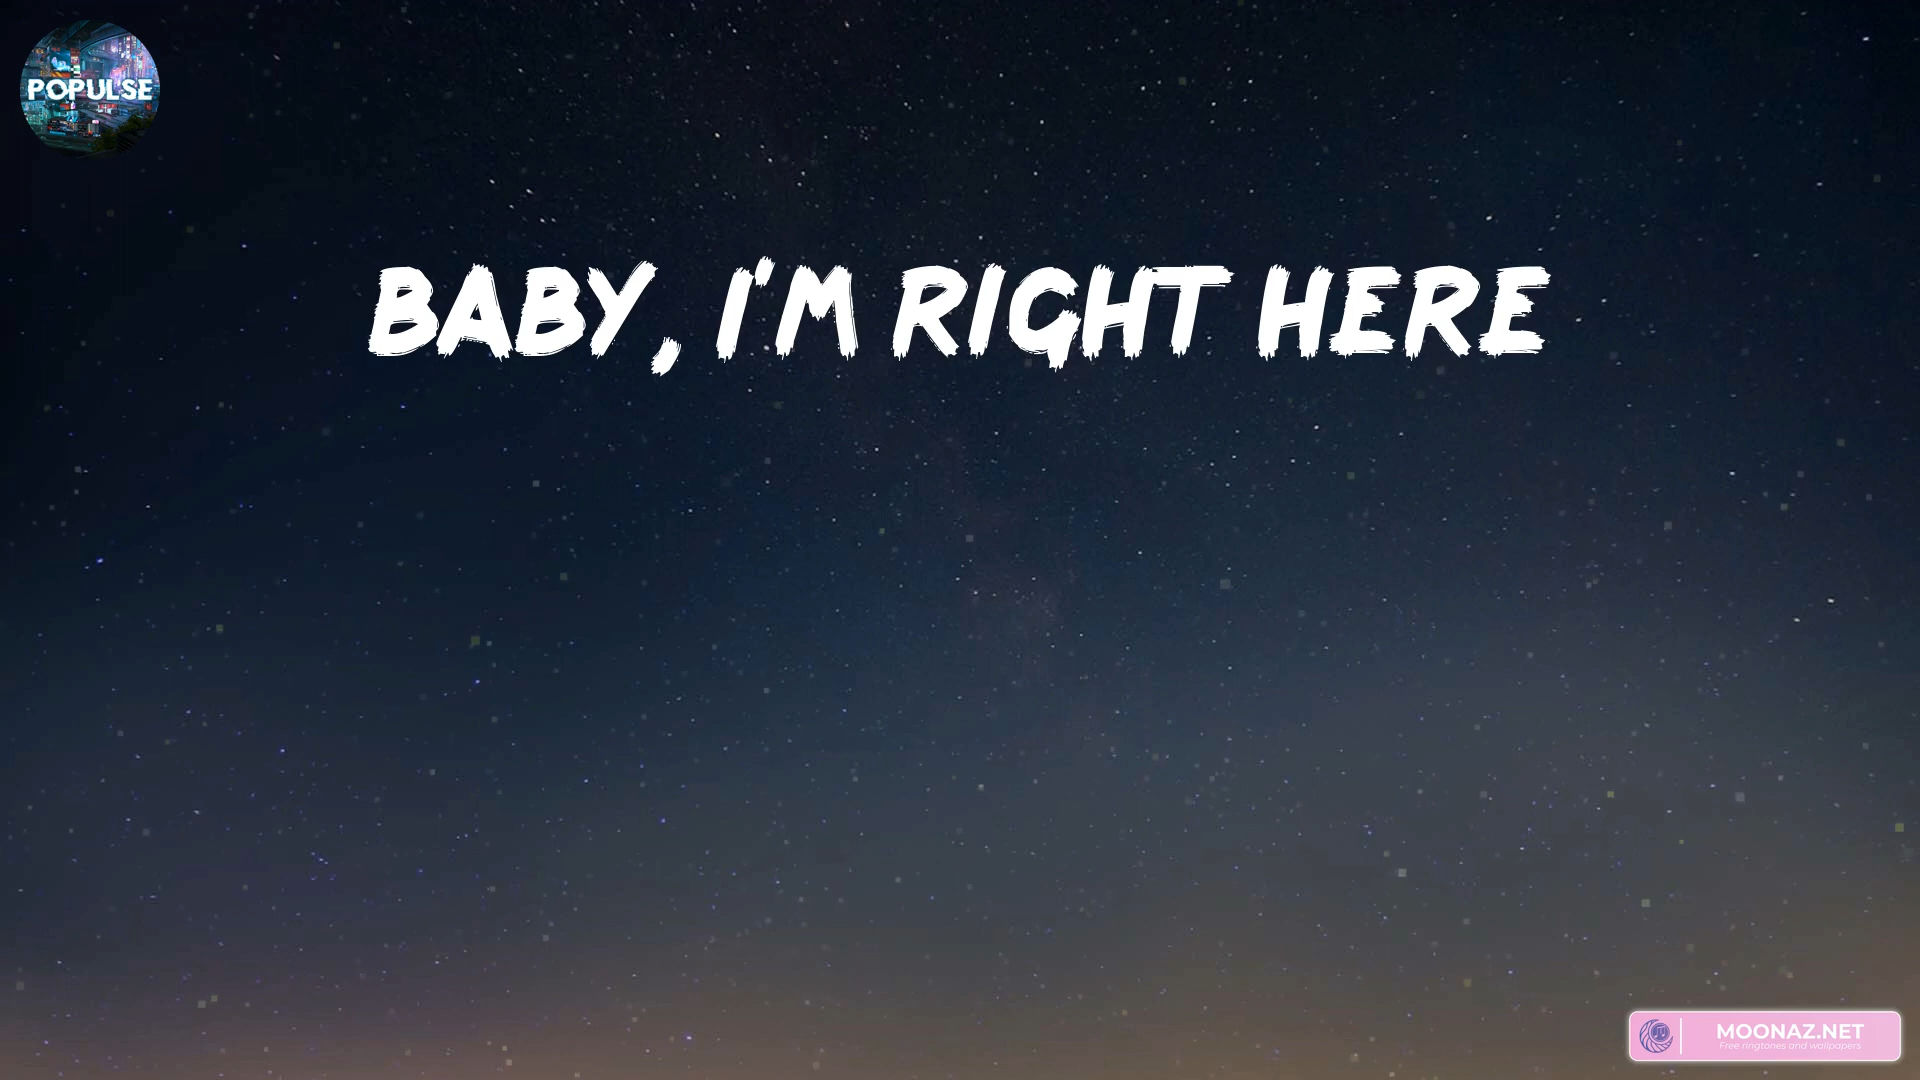 POPULSE
BABY, I'M RIGHT HERE
MOONAZ.NET
Free ringtones and wallpapers